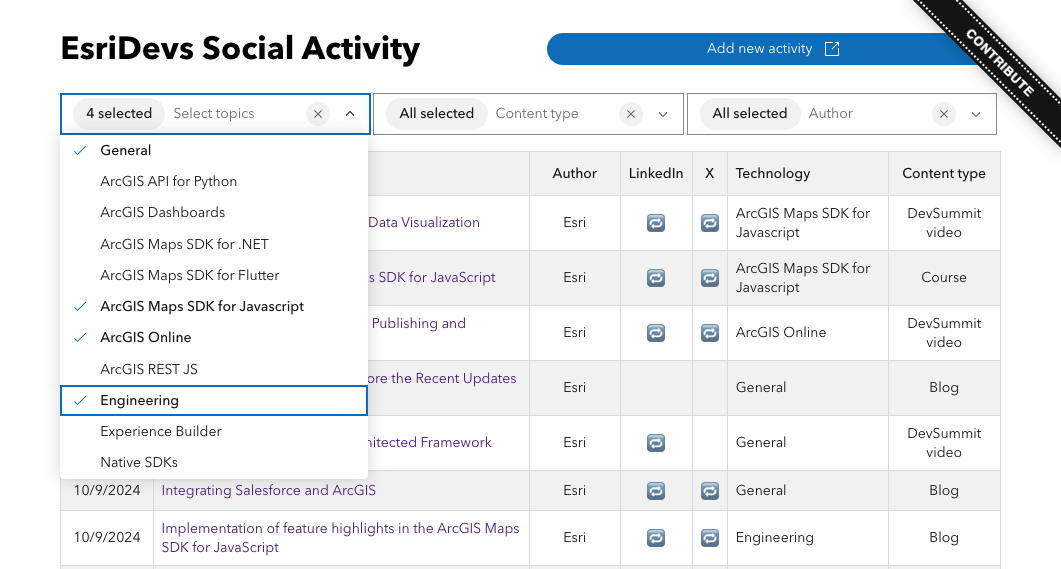 EsriDevs Social Activity
Add new activity
CONTRIBUTE
4 selected Select topics
All selected Content type
All selected Author
General
ArcGIS API for Python
ArcGIS Dashboards
ArcGIS Maps SDK for .NET
ArcGIS Maps SDK for Flutter
ArcGIS Maps SDK for Javascript
ArcGIS Online
ArcGIS REST JS
Engineering
Experience Builder
Native SDKs
Author LinkedIn X Technology Content type
Data Visualization Esri ArcGIS Maps SDK for
Javascript
DevSummit
video
SDK for JavaScript Esri ArcGIS Maps SDK for
Javascript
Course
Publishing and Esri ArcGIS Online DevSummit
video
the Recent Updates Esri General Blog
Framework Esri General DevSummit
video
10/9/2024 Integrating Salesforce and ArcGIS Esri General Blog
10/9/2024 Implementation of feature highlights in the ArcGIS Maps
SDK for JavaScript
Esri Engineering Blog